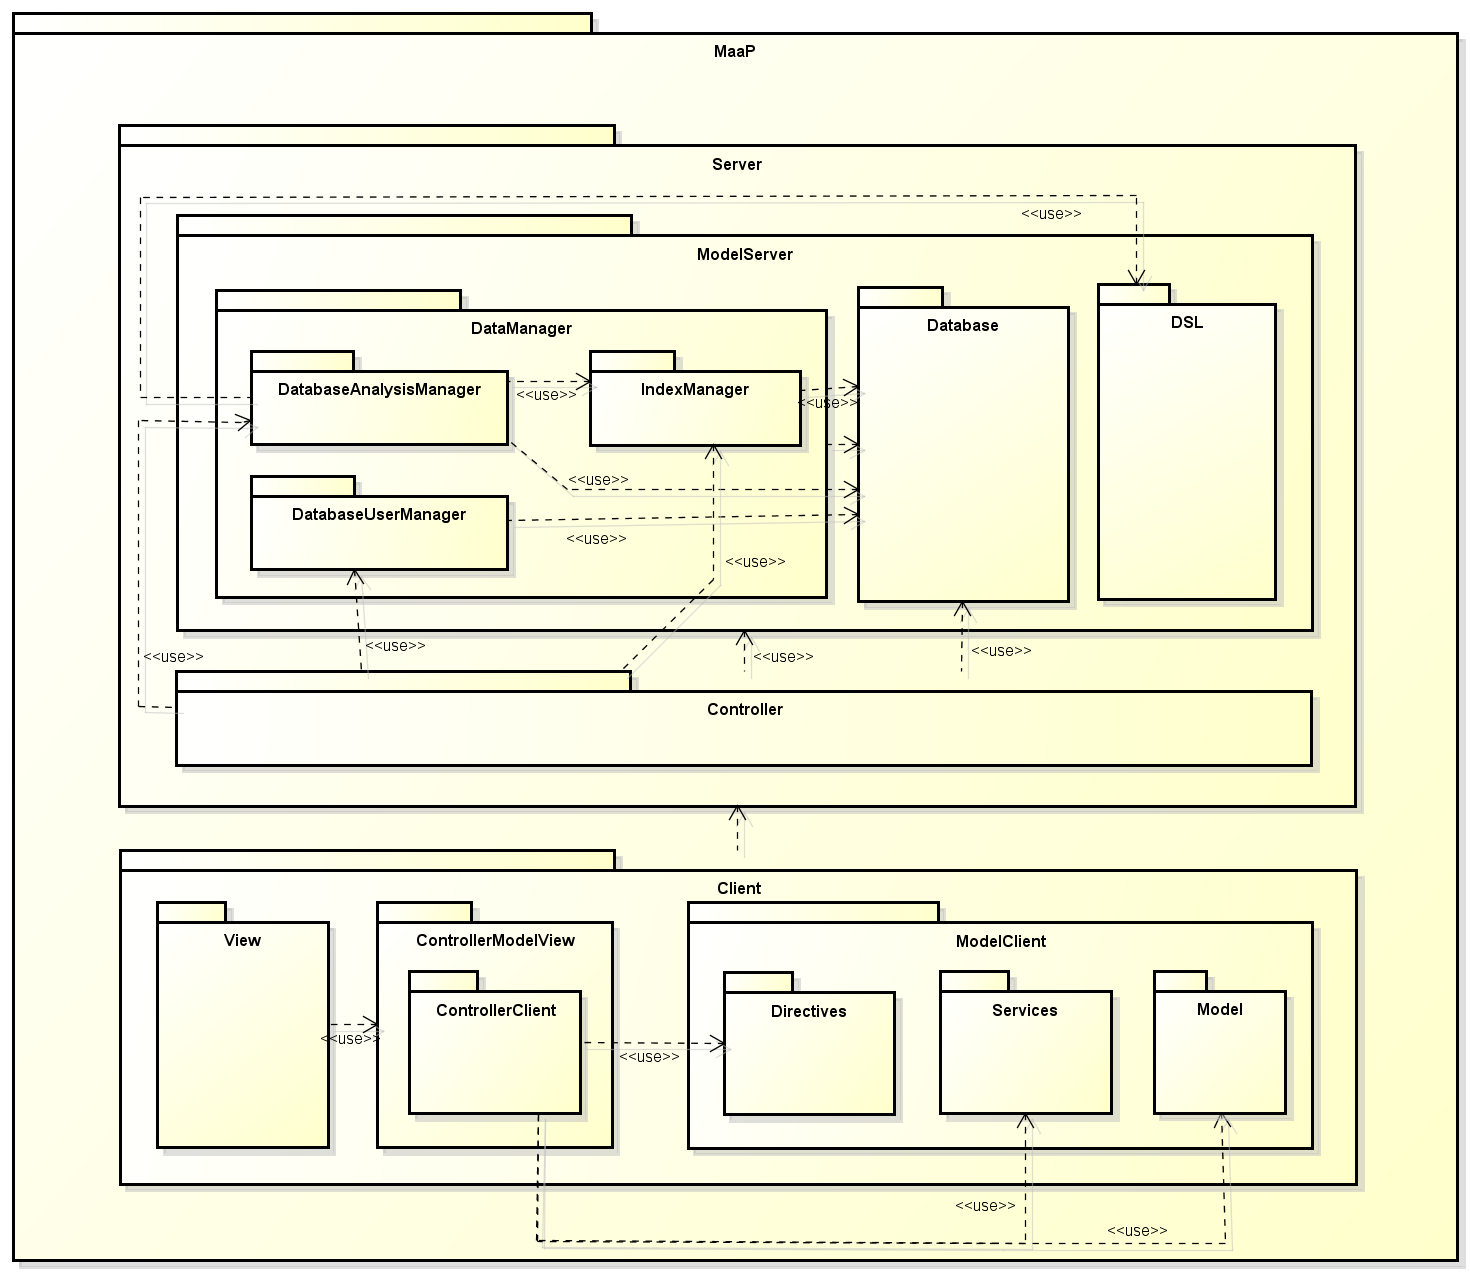 MaaP
Server
<<use>>
ModelServer
DataManager
Database
DSL
DatabaseAnalysisManager
IndexManager
<<use>>
<<use>>
<<use>>
DatabaseUserManager
<<use>>
<<use>>
<<use>>
<<use>>
<<use>>
<<use>>
Controller
Client
View
ControllerModelView
ModelClient
ControllerClient
Directives
Services
Model
<<use>>
<<use>>
<<use>>
<<use>>